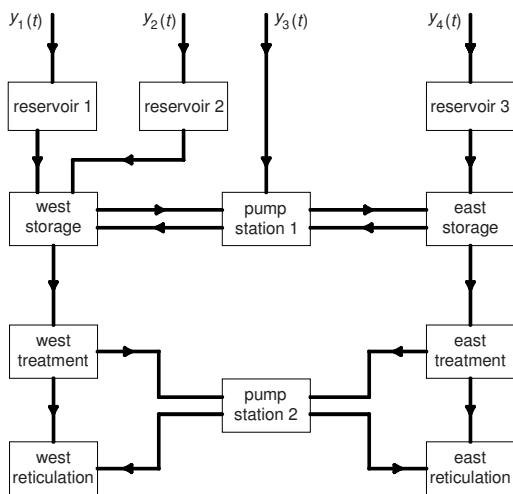 y1(t)
y2(t)
y3(t)
y4(t)
reservoir 1
reservoir 2
reservoir 3
west
storage
pump
station 1
east
storage
west
treatment
east
treatment
pump
station 2
west
reticulation
east
reticulation